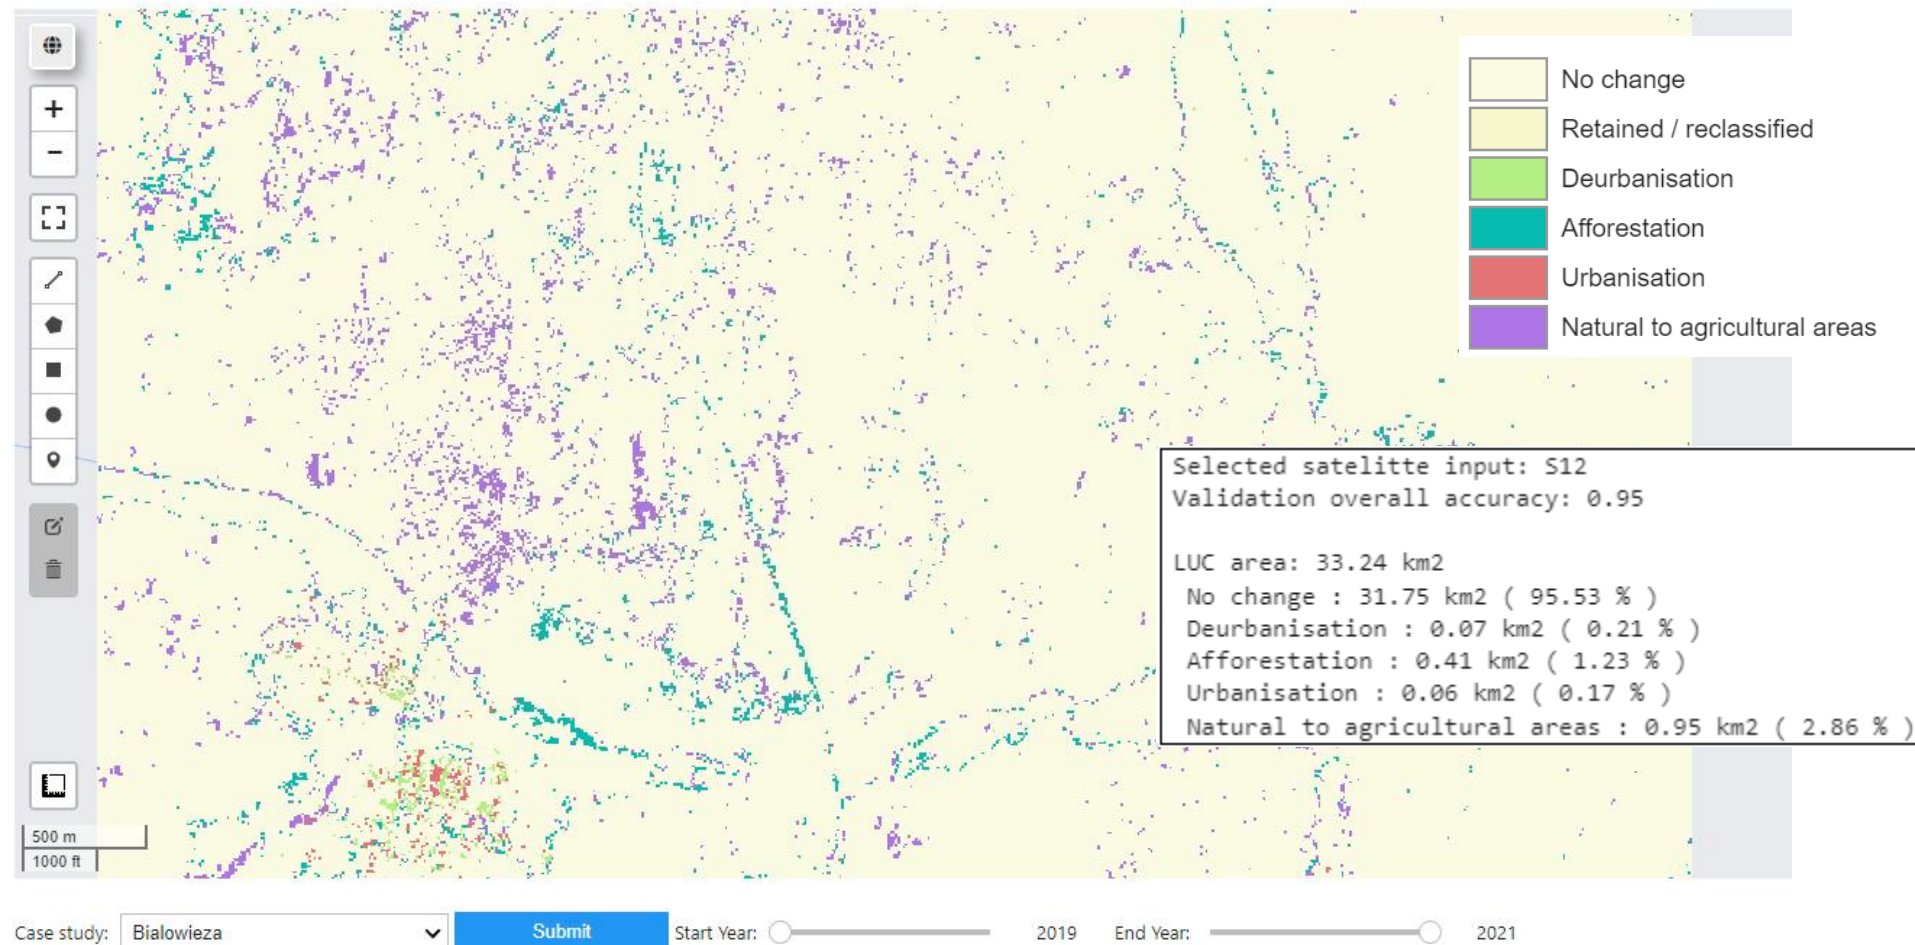 +
−
No change
Retained / reclassified
Deurbanisation
Afforestation
Urbanisation
Natural to agricultural areas
Selected satelitte input: S12
Validation overall accuracy: 0.95
LUC area: 33.24 km2
No change : 31.75 km2 ( 95.53 % )
Deurbanisation : 0.07 km2 ( 0.21 % )
Afforestation : 0.41 km2 ( 1.23 % )
Urbanisation : 0.06 km2 ( 0.17 % )
Natural to agricultural areas : 0.95 km2 ( 2.86 % )
500 m
1000 ft
Case study: Bialowieza Submit Start Year: 2019 End Year: 2021